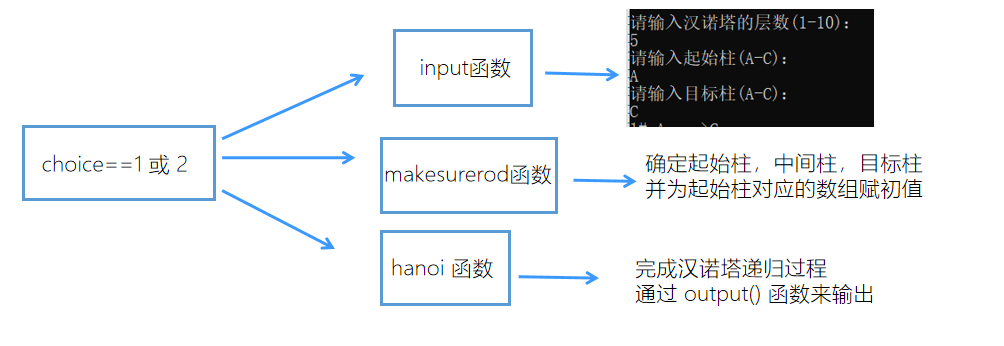 choice==1 或 2
input函数
请输入汉诺塔的层数(1-10)：
5
请输入起始柱(A-C)：
A
请输入目标柱(A-C)：
C
makesurerod函数
确定起始柱，中间柱，目标柱
并为起始柱对应的数组赋初值
hanoi 函数
完成汉诺塔递归过程
通过 output() 函数来输出